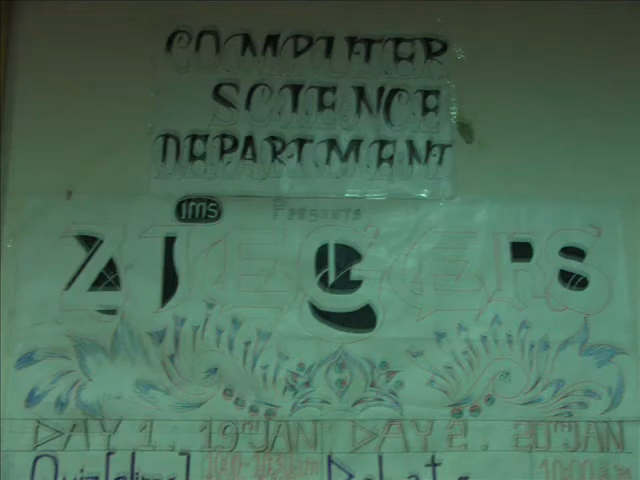 COMPUTER
SCIENCE
DEPARTMENT
IMS Presents
ZIEGERS
DAY 1. 19TH JAN DAY 2. 20TH JAN